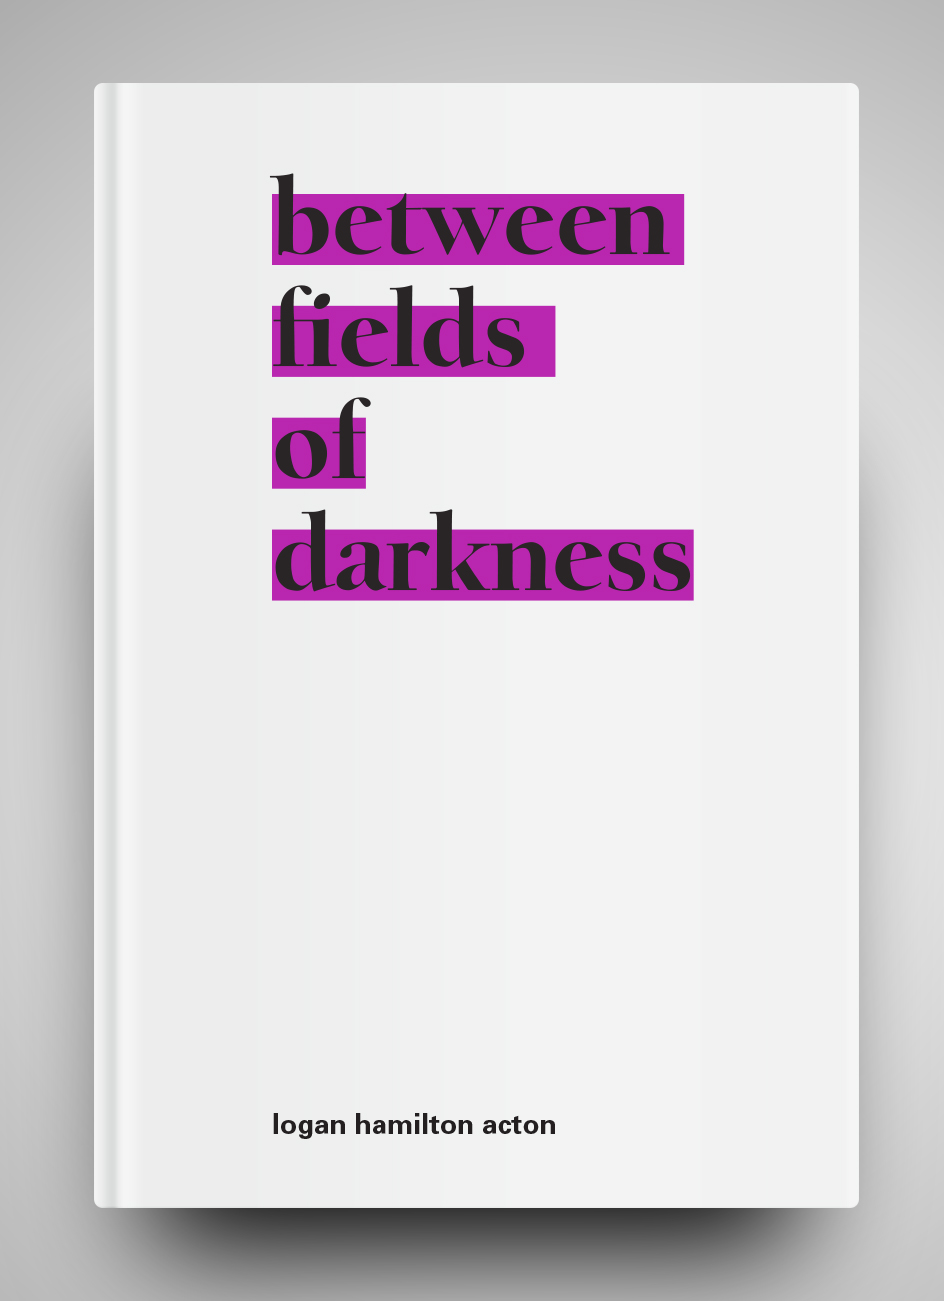 between
fields
of
darkness
logan hamilton acton